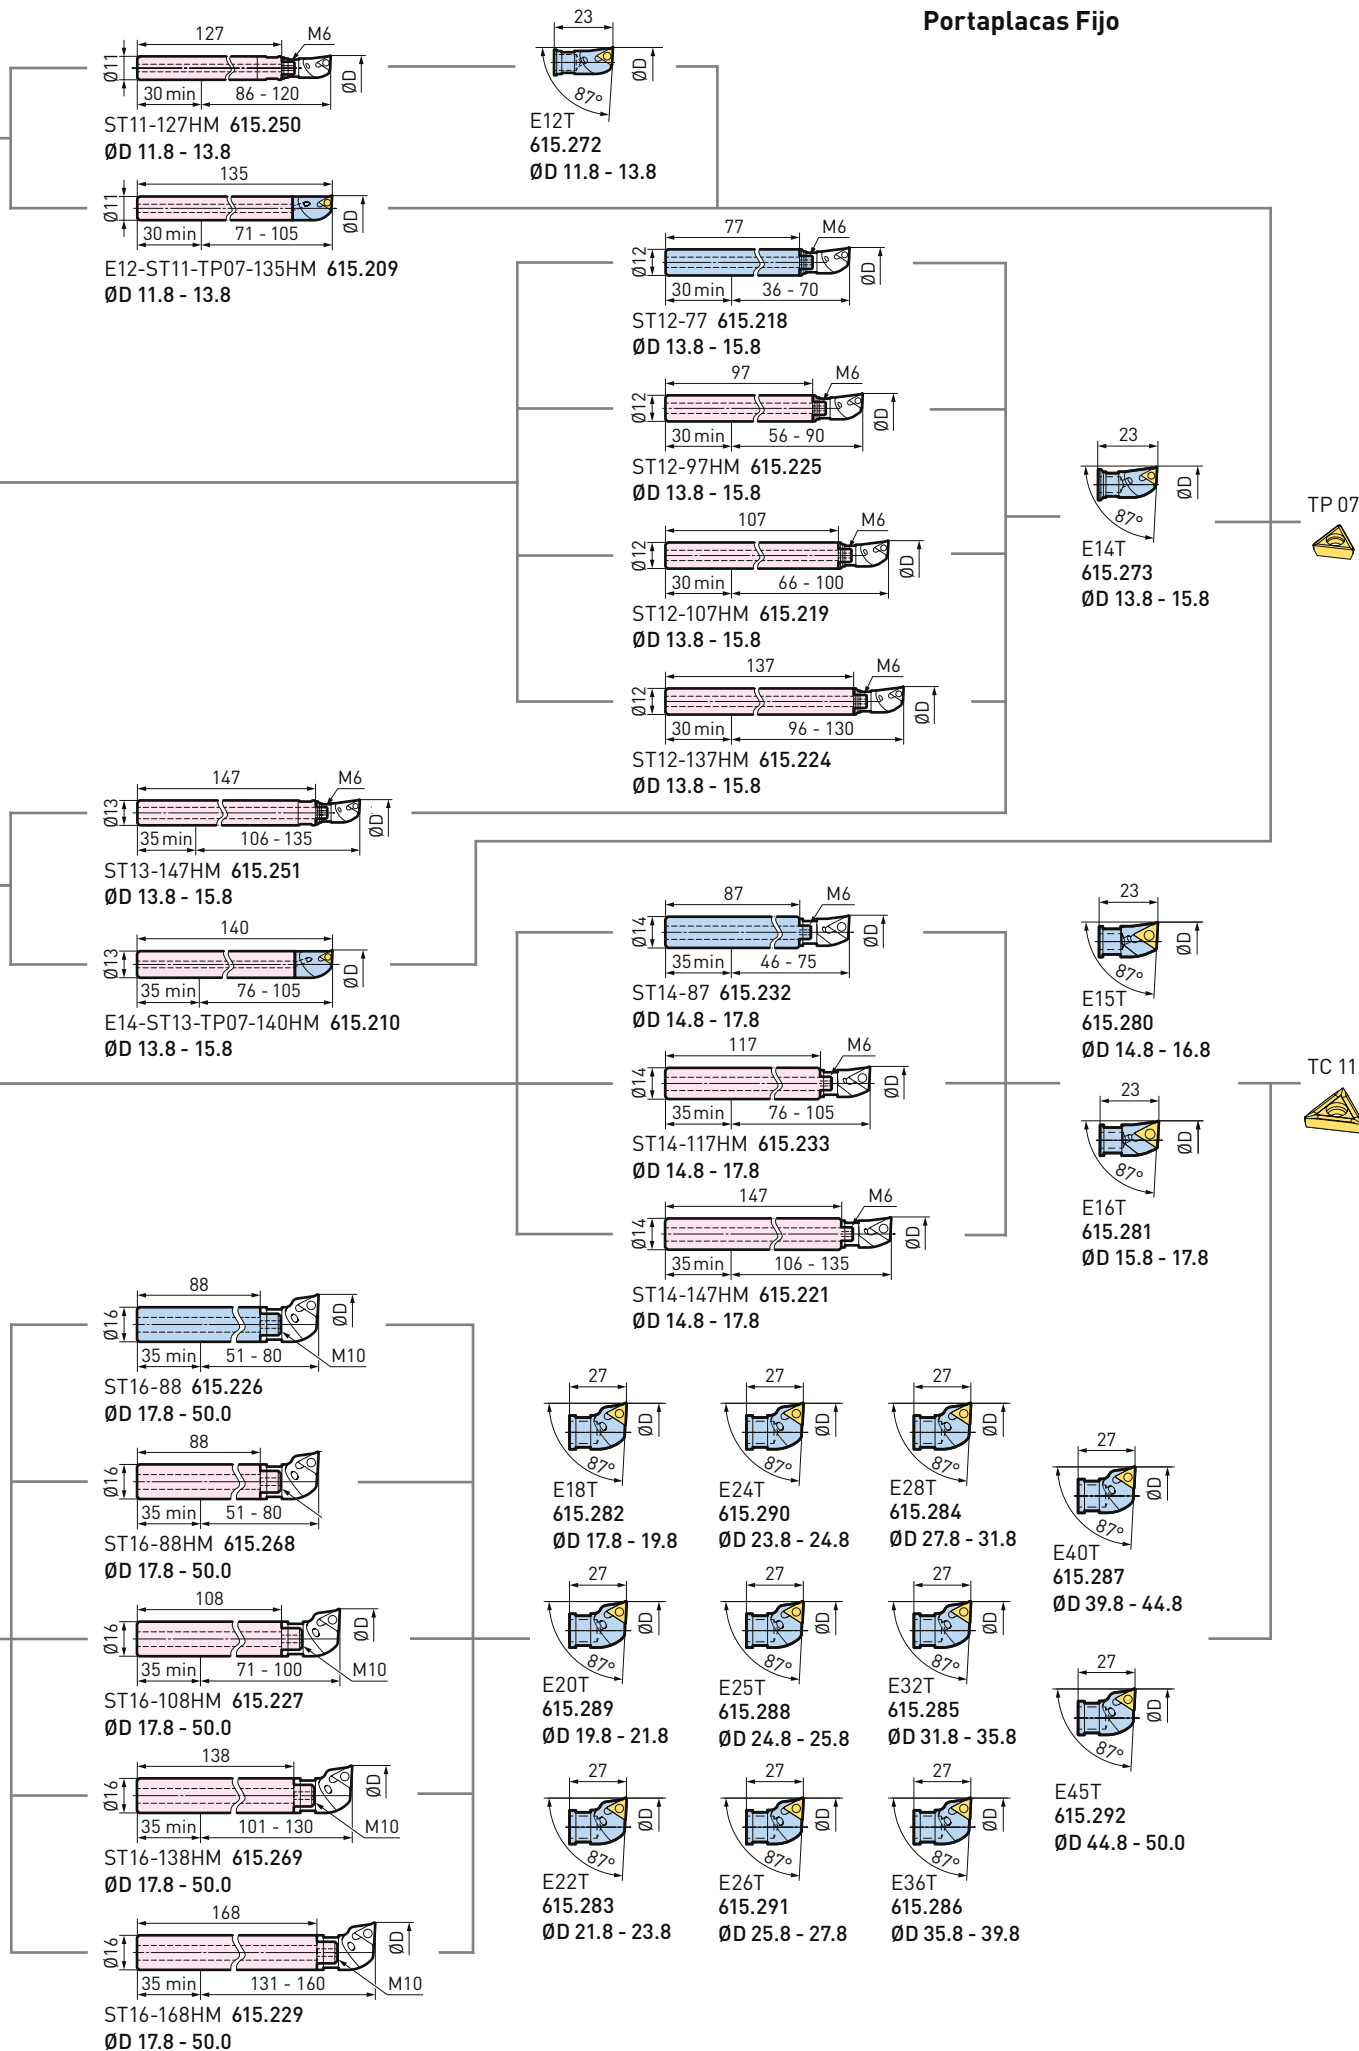 Portaplacas Fijo
127
M6
Ø11
ØD
30 min
86 - 120
ST11-127HM 615.250
ØD 11.8 - 13.8
23
ØD
87°
E12T
615.272
ØD 11.8 - 13.8
135
Ø11
ØD
30 min
71 - 105
E12-ST11-TP07-135HM 615.209
ØD 11.8 - 13.8
77
M6
Ø12
ØD
30 min
36 - 70
ST12-77 615.218
ØD 13.8 - 15.8
97
M6
Ø12
ØD
30 min
56 - 90
ST12-97HM 615.225
ØD 13.8 - 15.8
107
M6
Ø12
ØD
30 min
66 - 100
ST12-107HM 615.219
ØD 13.8 - 15.8
137
M6
Ø12
ØD
30 min
96 - 130
ST12-137HM 615.224
ØD 13.8 - 15.8
23
ØD
87°
E14T
615.273
ØD 13.8 - 15.8
TP 07
147
M6
Ø13
ØD
35 min
106 - 135
ST13-147HM 615.251
ØD 13.8 - 15.8
140
Ø13
ØD
35 min
76 - 105
E14-ST13-TP07-140HM 615.210
ØD 13.8 - 15.8
87
M6
Ø14
ØD
35 min
46 - 75
ST14-87 615.232
ØD 14.8 - 17.8
117
M6
Ø14
ØD
35 min
76 - 105
ST14-117HM 615.233
ØD 14.8 - 17.8
147
M6
Ø14
ØD
35 min
106 - 135
ST14-147HM 615.221
ØD 14.8 - 17.8
23
ØD
87°
E15T
615.280
ØD 14.8 - 16.8
23
ØD
87°
E16T
615.281
ØD 15.8 - 17.8
TC 11
88
Ø16
ØD
35 min
51 - 80
M10
ST16-88 615.226
ØD 17.8 - 50.0
88
Ø16
35 min
51 - 80
ST16-88HM 615.268
ØD 17.8 - 50.0
108
Ø16
ØD
35 min
71 - 100
M10
ST16-108HM 615.227
ØD 17.8 - 50.0
138
Ø16
ØD
35 min
101 - 130
M10
ST16-138HM 615.269
ØD 17.8 - 50.0
168
Ø16
ØD
35 min
131 - 160
M10
ST16-168HM 615.229
ØD 17.8 - 50.0
27
ØD
87°
E18T
615.282
ØD 17.8 - 19.8
27
ØD
87°
E24T
615.290
ØD 23.8 - 24.8
27
ØD
87°
E28T
615.284
ØD 27.8 - 31.8
27
ØD
87°
E40T
615.287
ØD 39.8 - 44.8
27
ØD
87°
E20T
615.289
ØD 19.8 - 21.8
27
ØD
87°
E25T
615.288
ØD 24.8 - 25.8
27
ØD
87°
E32T
615.285
ØD 31.8 - 35.8
27
ØD
87°
E45T
615.292
ØD 44.8 - 50.0
27
ØD
87°
E22T
615.283
ØD 21.8 - 23.8
27
ØD
87°
E26T
615.291
ØD 25.8 - 27.8
27
ØD
87°
E36T
615.286
ØD 35.8 - 39.8